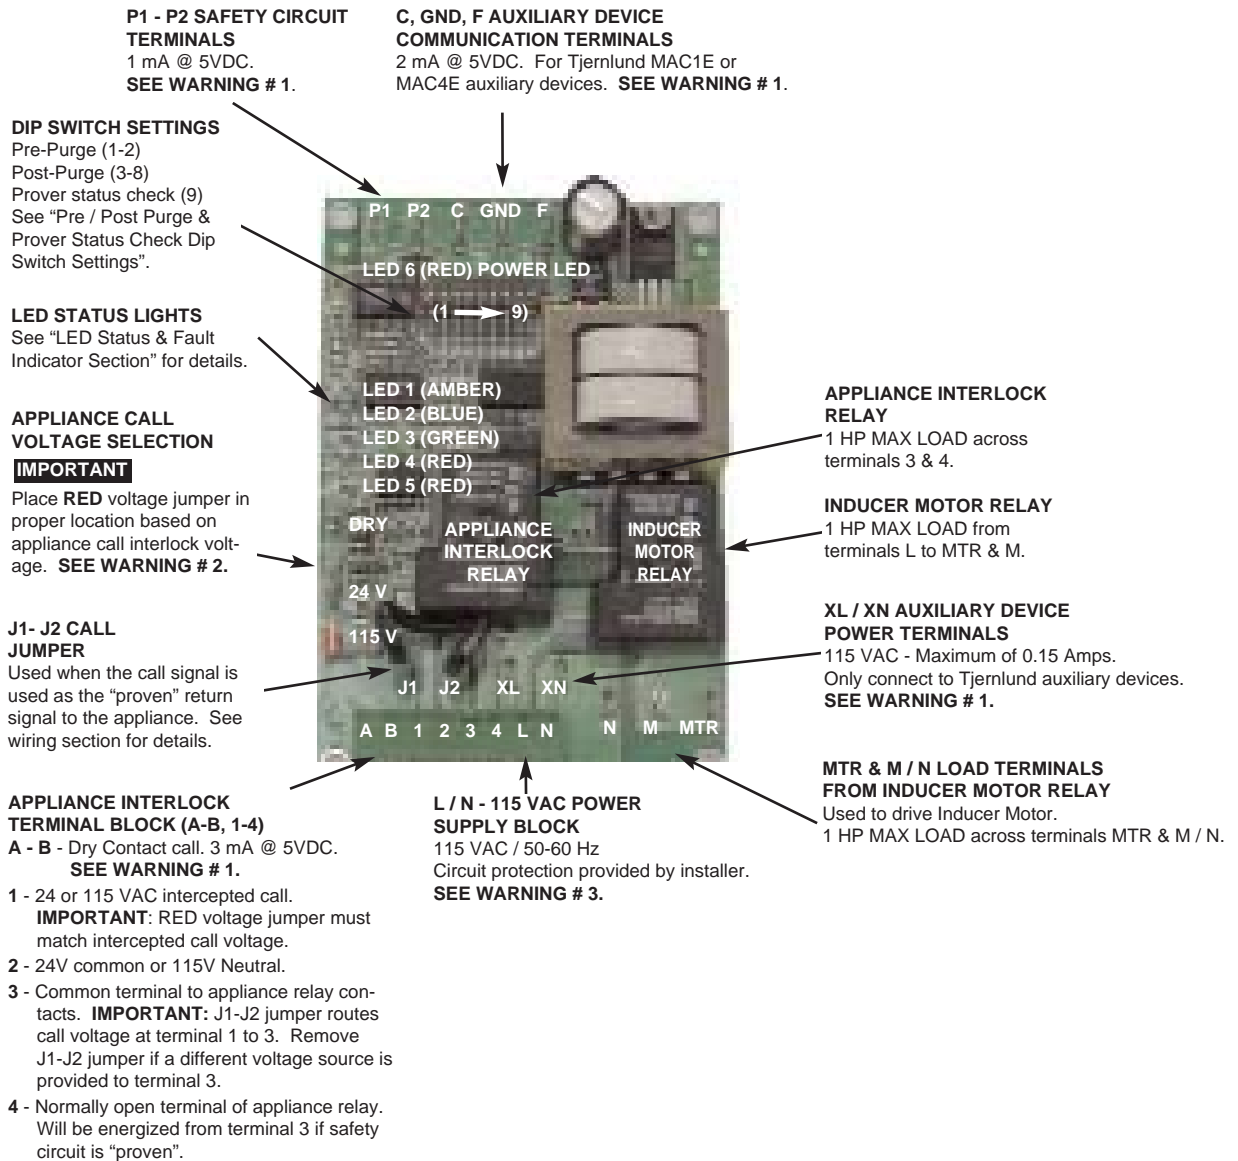 P1 - P2 SAFETY CIRCUIT
TERMINALS
1 mA @ 5VDC.
SEE WARNING # 1.
C, GND, F AUXILIARY DEVICE
COMMUNICATION TERMINALS
2 mA @ 5VDC. For Tjernlund MAC1E or
MAC4E auxiliary devices. SEE WARNING # 1.
DIP SWITCH SETTINGS
Pre-Purge (1-2)
Post-Purge (3-8)
Prover status check (9)
See “Pre / Post Purge &
Prover Status Check Dip
Switch Settings”.
LED STATUS LIGHTS
See “LED Status & Fault
Indicator Section” for details.
APPLIANCE CALL
VOLTAGE SELECTION
IMPORTANT
Place RED voltage jumper in
proper location based on
appliance call interlock volt-
age. SEE WARNING # 2.
J1- J2 CALL
JUMPER
Used when the call signal is
used as the “proven” return
signal to the appliance. See
wiring section for details.
P1 P2 C GND F
LED 6 (RED) POWER LED
(1 9)
LED 1 (AMBER)
LED 2 (BLUE)
LED 3 (GREEN)
LED 4 (RED)
LED 5 (RED)
DRY
24 V
115 V
APPLIANCE
INTERLOCK
RELAY
INDUCER
MOTOR
RELAY
J1 J2 XL XN
A B 1 2 3 4 L N N M MTR
APPLIANCE INTERLOCK
RELAY
1 HP MAX LOAD across
terminals 3 & 4.
INDUCER MOTOR RELAY
1 HP MAX LOAD from
terminals L to MTR & M.
XL / XN AUXILIARY DEVICE
POWER TERMINALS
115 VAC - Maximum of 0.15 Amps.
Only connect to Tjernlund auxiliary devices.
SEE WARNING # 1.
MTR & M / N LOAD TERMINALS
FROM INDUCER MOTOR RELAY
Used to drive Inducer Motor.
1 HP MAX LOAD across terminals MTR & M / N.
APPLIANCE INTERLOCK
TERMINAL BLOCK (A-B, 1-4)
A - B - Dry Contact call. 3 mA @ 5VDC.
SEE WARNING # 1.
1 - 24 or 115 VAC intercepted call.
IMPORTANT: RED voltage jumper must
match intercepted call voltage.
2 - 24V common or 115V Neutral.
3 - Common terminal to appliance relay con-
tacts. IMPORTANT: J1-J2 jumper routes
call voltage at terminal 1 to 3. Remove
J1-J2 jumper if a different voltage source is
provided to terminal 3.
4 - Normally open terminal of appliance relay.
Will be energized from terminal 3 if safety
circuit is “proven”.
L / N - 115 VAC POWER
SUPPLY BLOCK
115 VAC / 50-60 Hz
Circuit protection provided by installer.
SEE WARNING # 3.